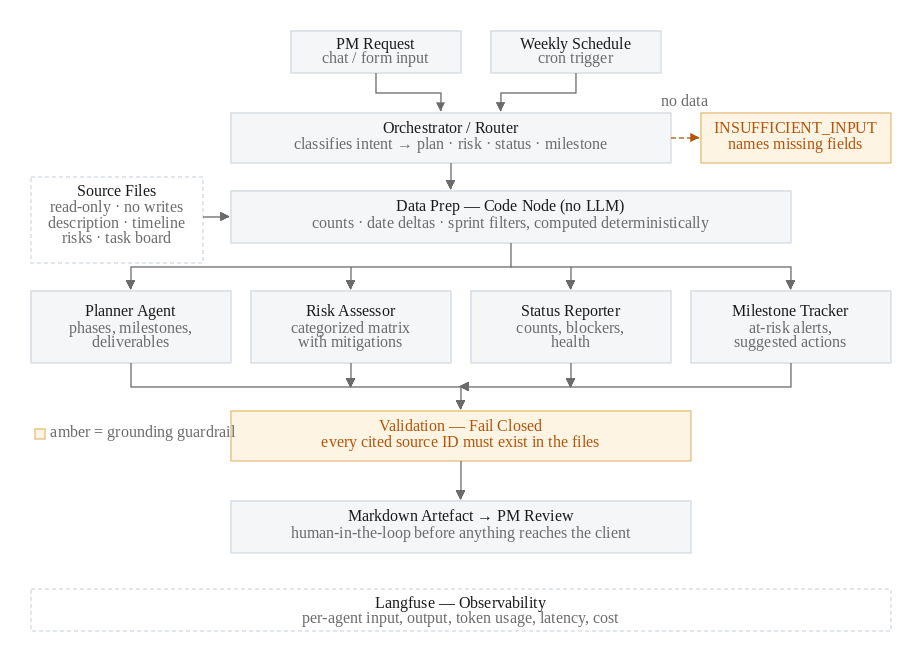 PM Request
chat / form input
Weekly Schedule
cron trigger
no data
Orchestrator / Router
classifies intent → plan · risk · status · milestone
INSUFFICIENT_INPUT
names missing fields
Source Files
read-only · no writes
description · timeline
risks · task board
Data Prep — Code Node (no LLM)
counts · date deltas · sprint filters, computed deterministically
Planner Agent
phases, milestones,
deliverables
Risk Assessor
categorized matrix
with mitigations
Status Reporter
counts, blockers,
health
Milestone Tracker
at-risk alerts,
suggested actions
amber = grounding guardrail
Validation — Fail Closed
every cited source ID must exist in the files
Markdown Artefact → PM Review
human-in-the-loop before anything reaches the client
Langfuse — Observability
per-agent input, output, token usage, latency, cost